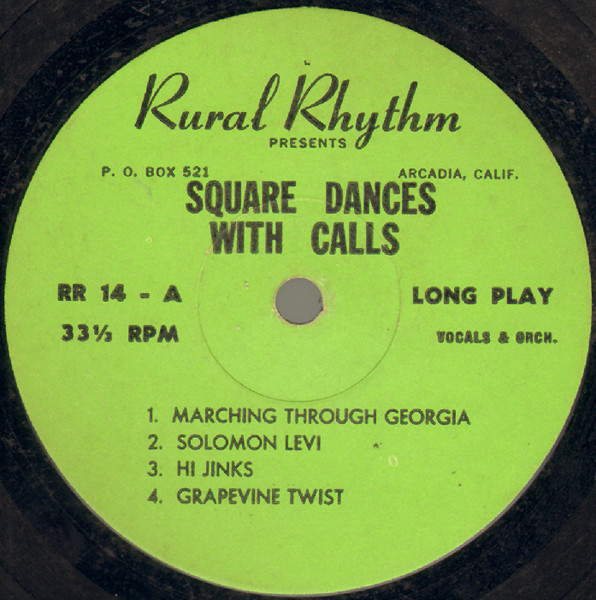 Rural Rhythm
PRESENTS
P. O. BOX 521 ARCADIA, CALIF.
SQUARE DANCES
WITH CALLS
RR 14 - A LONG PLAY
33⅓ RPM VOCALS & ORCH.
1. MARCHING THROUGH GEORGIA
2. SOLOMON LEVI
3. HI JINKS
4. GRAPEVINE TWIST